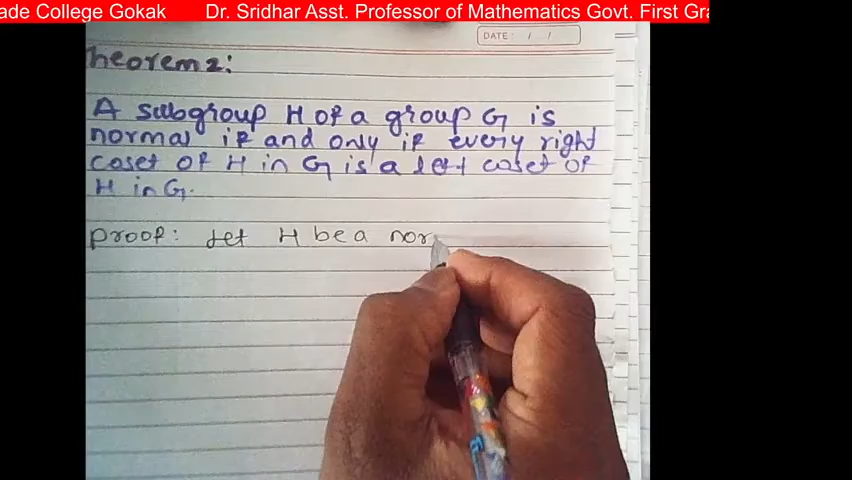 ade College Gokak Dr. Sridhar Asst. Professor of Mathematics Govt. First Gra
DATE: / /
Theorem 2:
A subgroup H of a group G is
normal if and only if every right
coset of H in G is a left coset of
H in G.
Proof: Let H be a nor